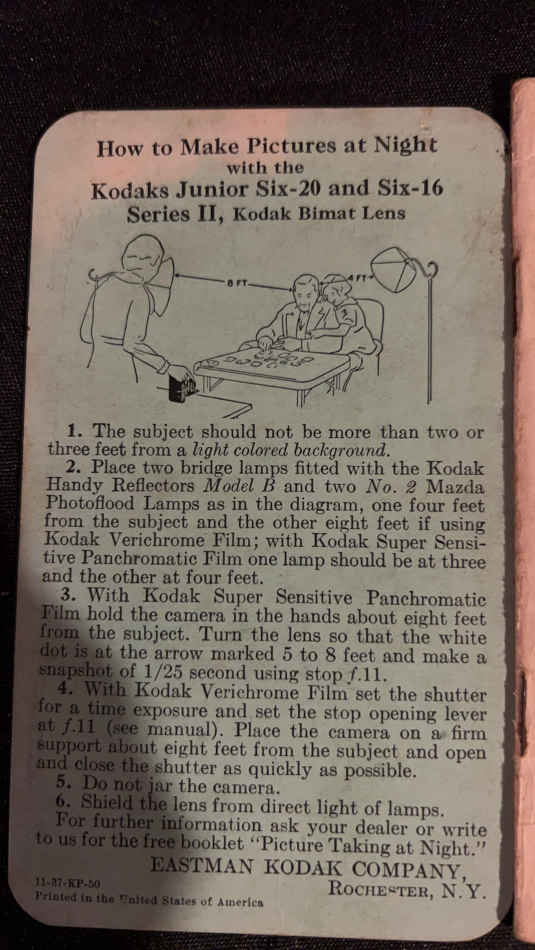 How to Make Pictures at Night
with the
Kodaks Junior Six-20 and Six-16
Series II, Kodak Bimat Lens
8 FT.
4 FT.
1. The subject should not be more than two or
three feet from a light colored background.
2. Place two bridge lamps fitted with the Kodak
Handy Reflectors Model B and two No. 2 Mazda
Photoflood Lamps as in the diagram, one four feet
from the subject and the other eight feet if using
Kodak Verichrome Film; with Kodak Super Sensi-
tive Panchromatic Film one lamp should be at three
and the other at four feet.
3. With Kodak Super Sensitive Panchromatic
Film hold the camera in the hands about eight feet
from the subject. Turn the lens so that the white
dot is at the arrow marked 5 to 8 feet and make a
snapshot of 1/25 second using stop f.11.
4. With Kodak Verichrome Film set the shutter
for a time exposure and set the stop opening lever
at f.11 (see manual). Place the camera on a firm
support about eight feet from the subject and open
and close the shutter as quickly as possible.
5. Do not jar the camera.
6. Shield the lens from direct light of lamps.
For further information ask your dealer or write
to us for the free booklet "Picture Taking at Night."
EASTMAN KODAK COMPANY,
ROCHESTER, N.Y.
11-37-KP-50
Printed in the United States of America